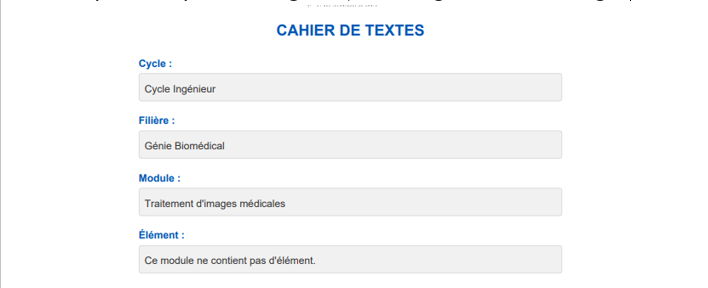 CAHIER DE TEXTES
Cycle :
Cycle Ingénieur
Filière :
Génie Biomédical
Module :
Traitement d'images médicales
Élément :
Ce module ne contient pas d'élément.